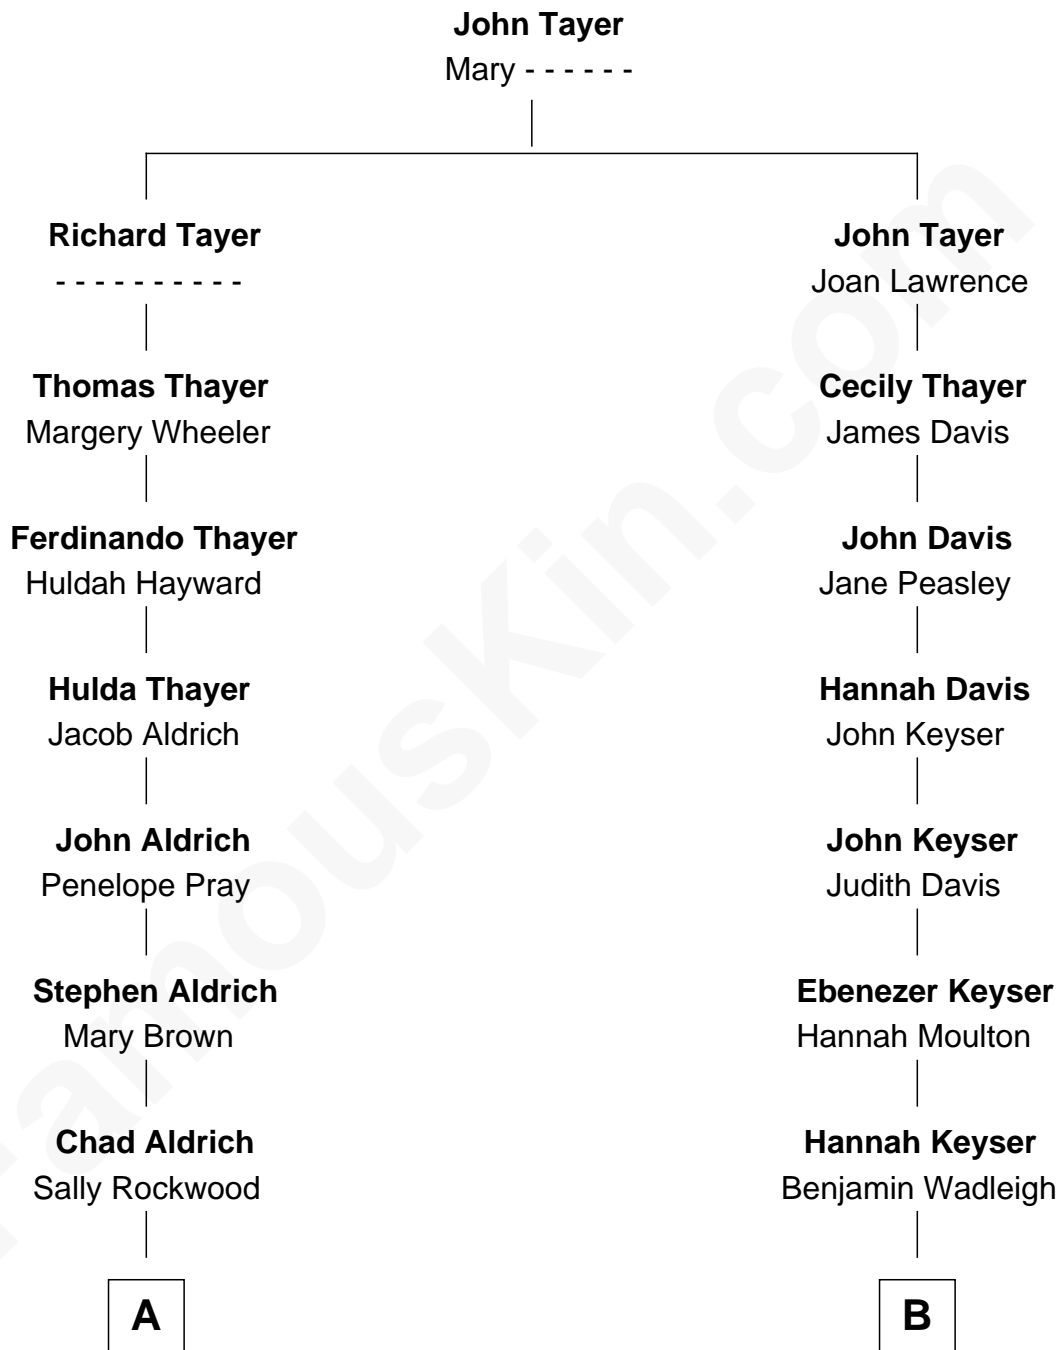 John Tayer
Mary - - - - - -
Richard Tayer
- - - - - - - - - -
John Tayer
Joan Lawrence
Thomas Thayer
Margery Wheeler
Cecily Thayer
James Davis
Ferdinando Thayer
Huldah Hayward
John Davis
Jane Peasley
Hulda Thayer
Jacob Aldrich
Hannah Davis
John Keyser
John Aldrich
Penelope Pray
John Keyser
Judith Davis
Stephen Aldrich
Mary Brown
Ebenezer Keyser
Hannah Moulton
Chad Aldrich
Sally Rockwood
Hannah Keyser
Benjamin Wadleigh
A
B
FamousKin.com